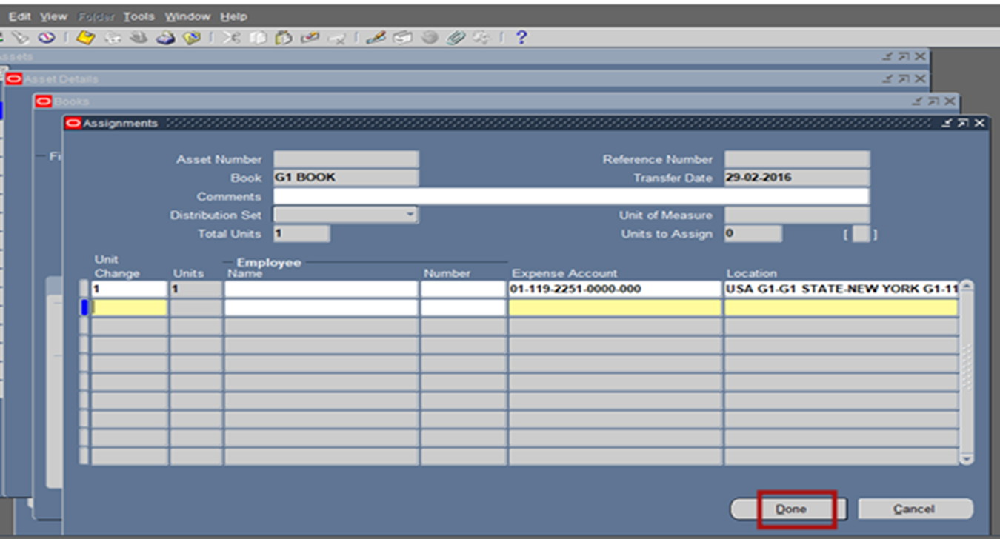 Edit View Folder Tools Window Help
?
Assets
Asset Details
Books
Assignments
Fi
Asset Number Reference Number
Book G1 BOOK Transfer Date 29-02-2016
Comments
Distribution Set Unit of Measure
Total Units 1 Units to Assign 0 [ ]
Unit Change Units Employee Name Number Expense Account Location
1 1 01-119-2251-0000-000 USA G1-G1 STATE-NEW YORK G1-11
Done Cancel